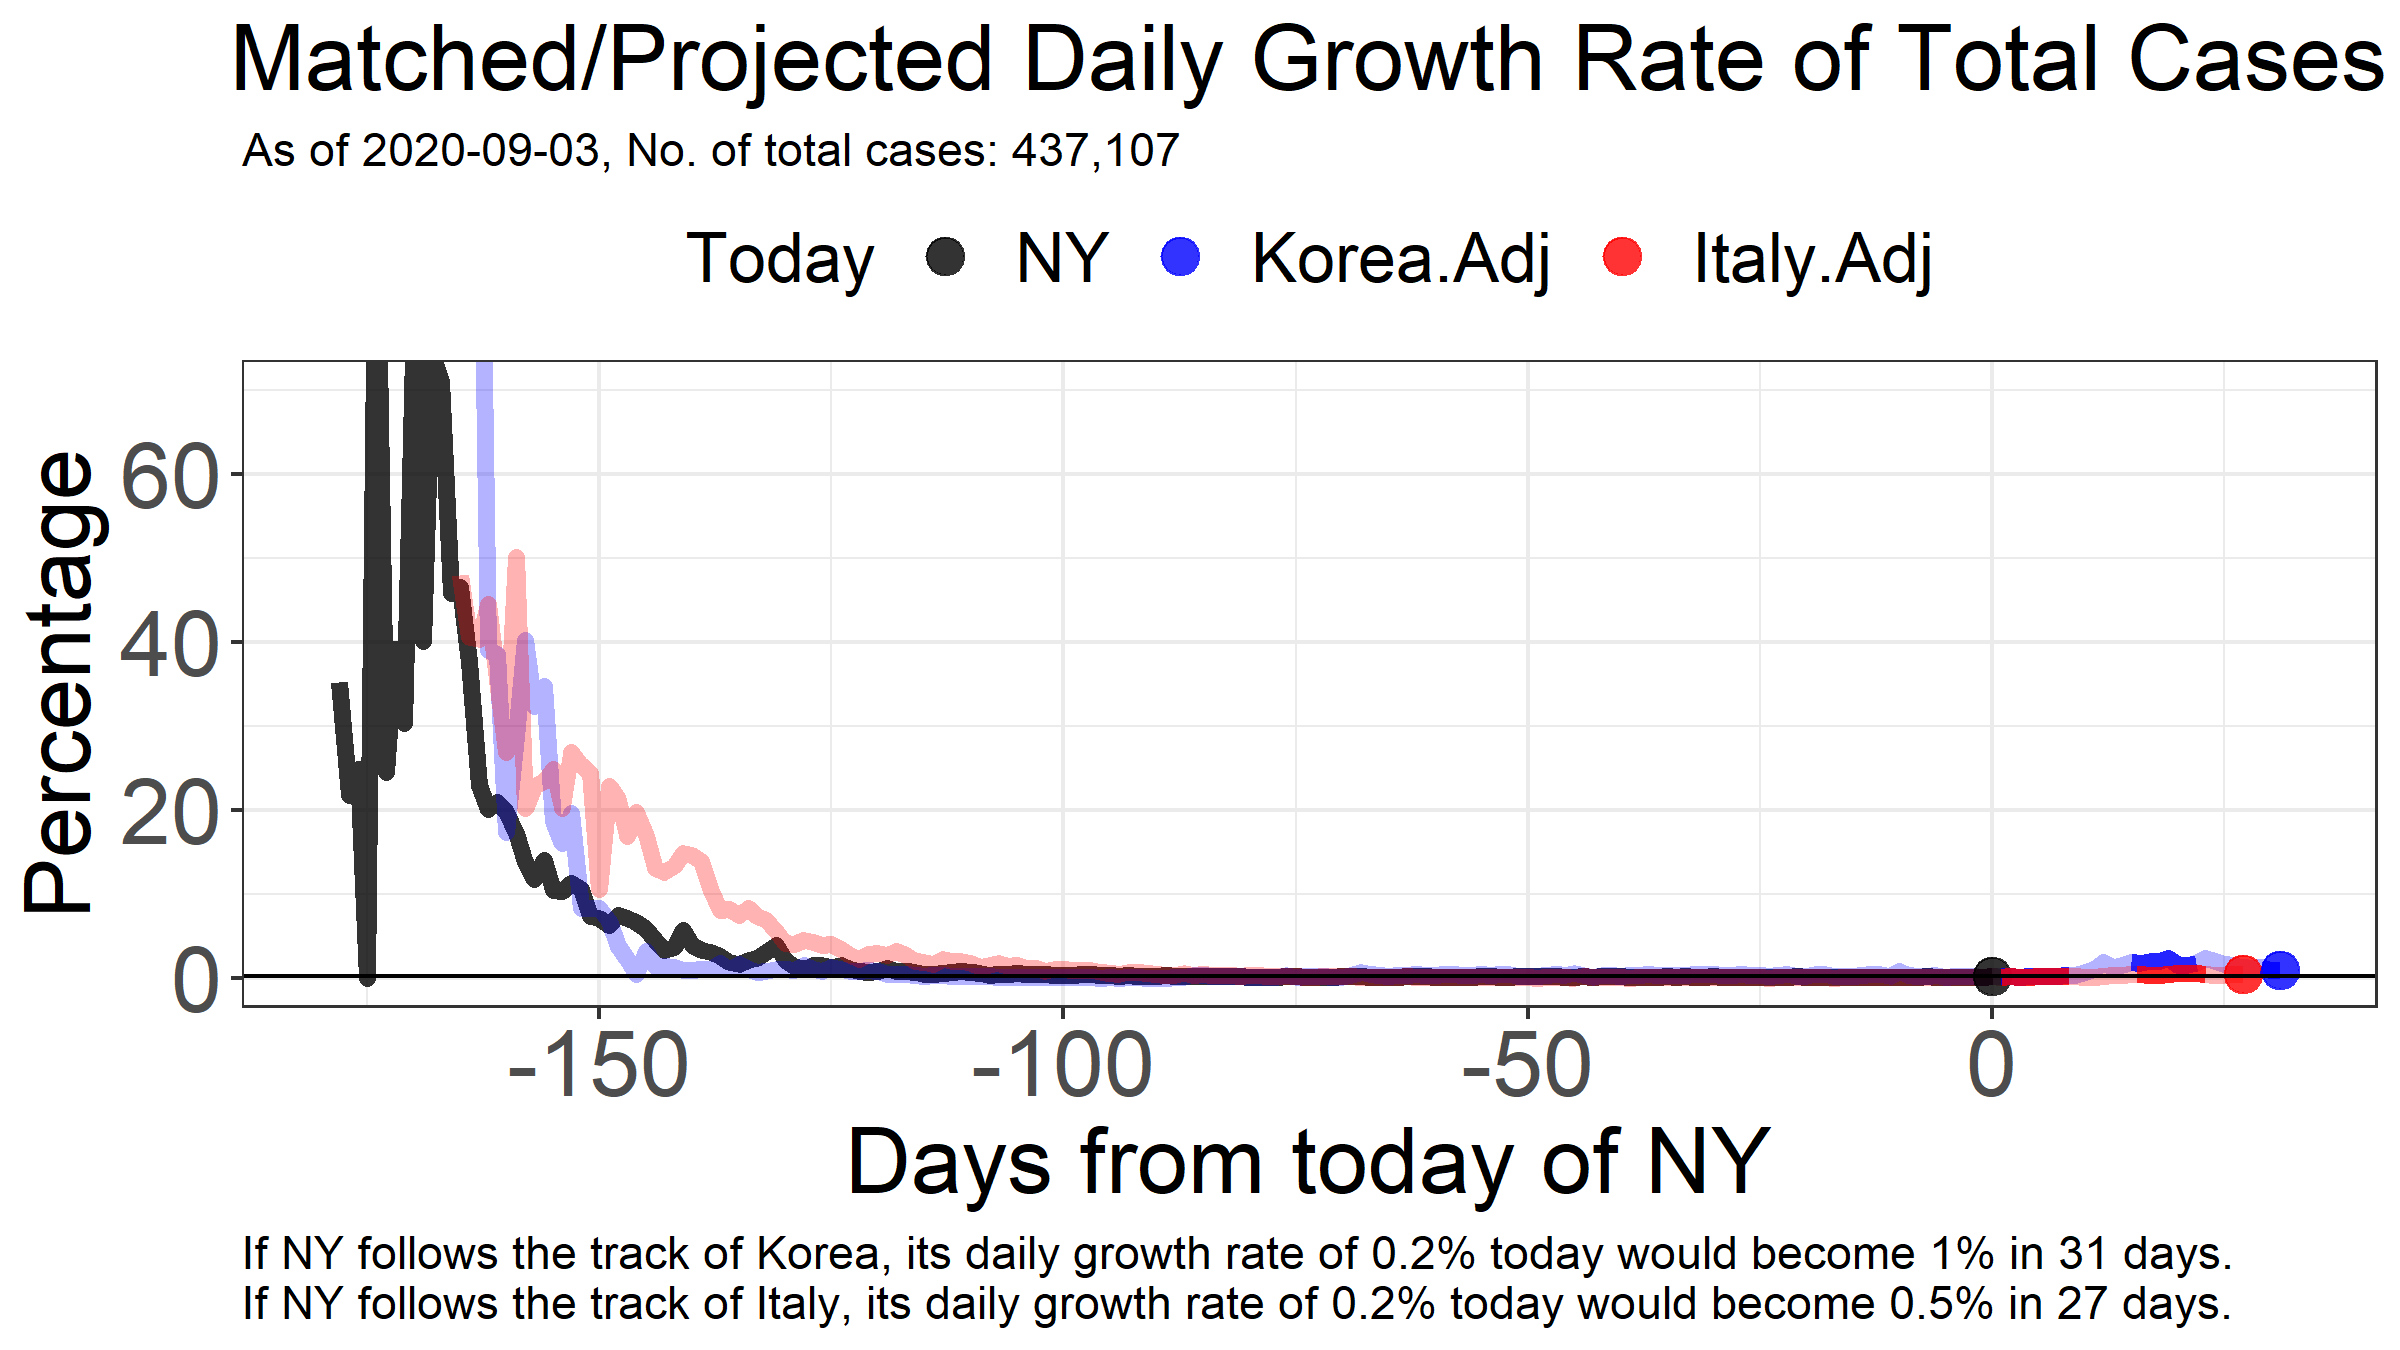 Matched/Projected Daily Growth Rate of Total Cases
As of 2020-09-03, No. of total cases: 437,107
Today NY Korea.Adj Italy.Adj
Percentage
60
40
20
0
-150 -100 -50 0
Days from today of NY
If NY follows the track of Korea, its daily growth rate of 0.2% today would become 1% in 31 days.
If NY follows the track of Italy, its daily growth rate of 0.2% today would become 0.5% in 27 days.